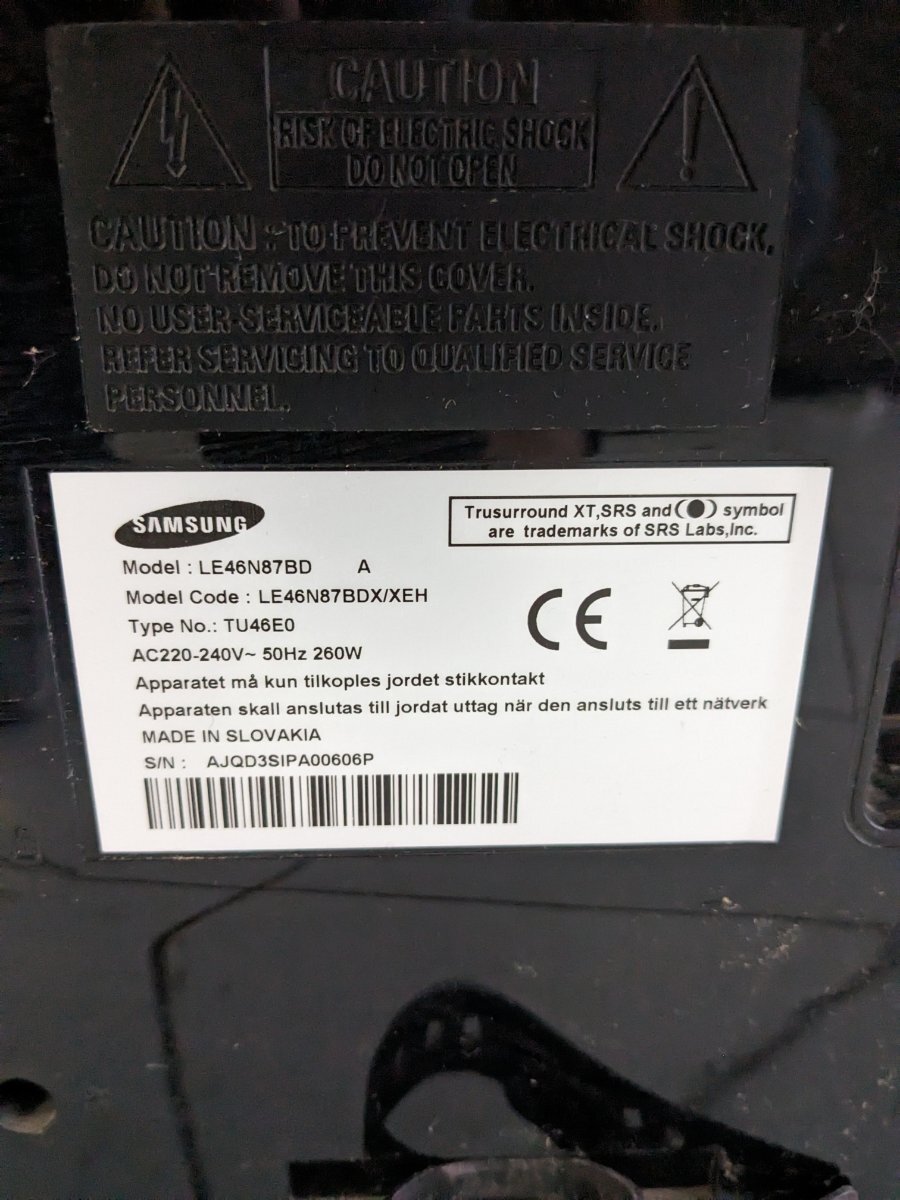 CAUTION
RISK OF ELECTRIC SHOCK
DO NOT OPEN
CAUTION : TO PREVENT ELECTRICAL SHOCK,
DO NOT REMOVE THIS COVER.
NO USER-SERVICEABLE PARTS INSIDE.
REFER SERVICING TO QUALIFIED SERVICE
PERSONNEL.
SAMSUNG
Trusurround XT,SRS and symbol
are trademarks of SRS Labs,Inc.
Model : LE46N87BD A
Model Code : LE46N87BDX/XEH
Type No.: TU46E0
AC220-240V~ 50Hz 260W
CE
Apparatet må kun tilkoples jordet stikkontakt
Apparaten skall anslutas till jordat uttag när den ansluts till ett nätverk
MADE IN SLOVAKIA
S/N : AJQD3SIPA00606P